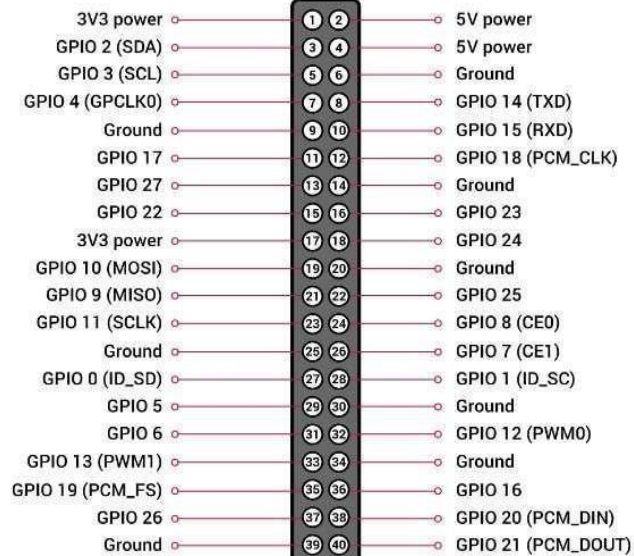 3V3 power 1 2 5V power
GPIO 2 (SDA) 3 4 5V power
GPIO 3 (SCL) 5 6 Ground
GPIO 4 (GPCLK0) 7 8 GPIO 14 (TXD)
Ground 9 10 GPIO 15 (RXD)
GPIO 17 11 12 GPIO 18 (PCM_CLK)
GPIO 27 13 14 Ground
GPIO 22 15 16 GPIO 23
3V3 power 17 18 GPIO 24
GPIO 10 (MOSI) 19 20 Ground
GPIO 9 (MISO) 21 22 GPIO 25
GPIO 11 (SCLK) 23 24 GPIO 8 (CE0)
Ground 25 26 GPIO 7 (CE1)
GPIO 0 (ID_SD) 27 28 GPIO 1 (ID_SC)
GPIO 5 29 30 Ground
GPIO 6 31 32 GPIO 12 (PWM0)
GPIO 13 (PWM1) 33 34 Ground
GPIO 19 (PCM_FS) 35 36 GPIO 16
GPIO 26 37 38 GPIO 20 (PCM_DIN)
Ground 39 40 GPIO 21 (PCM_DOUT)